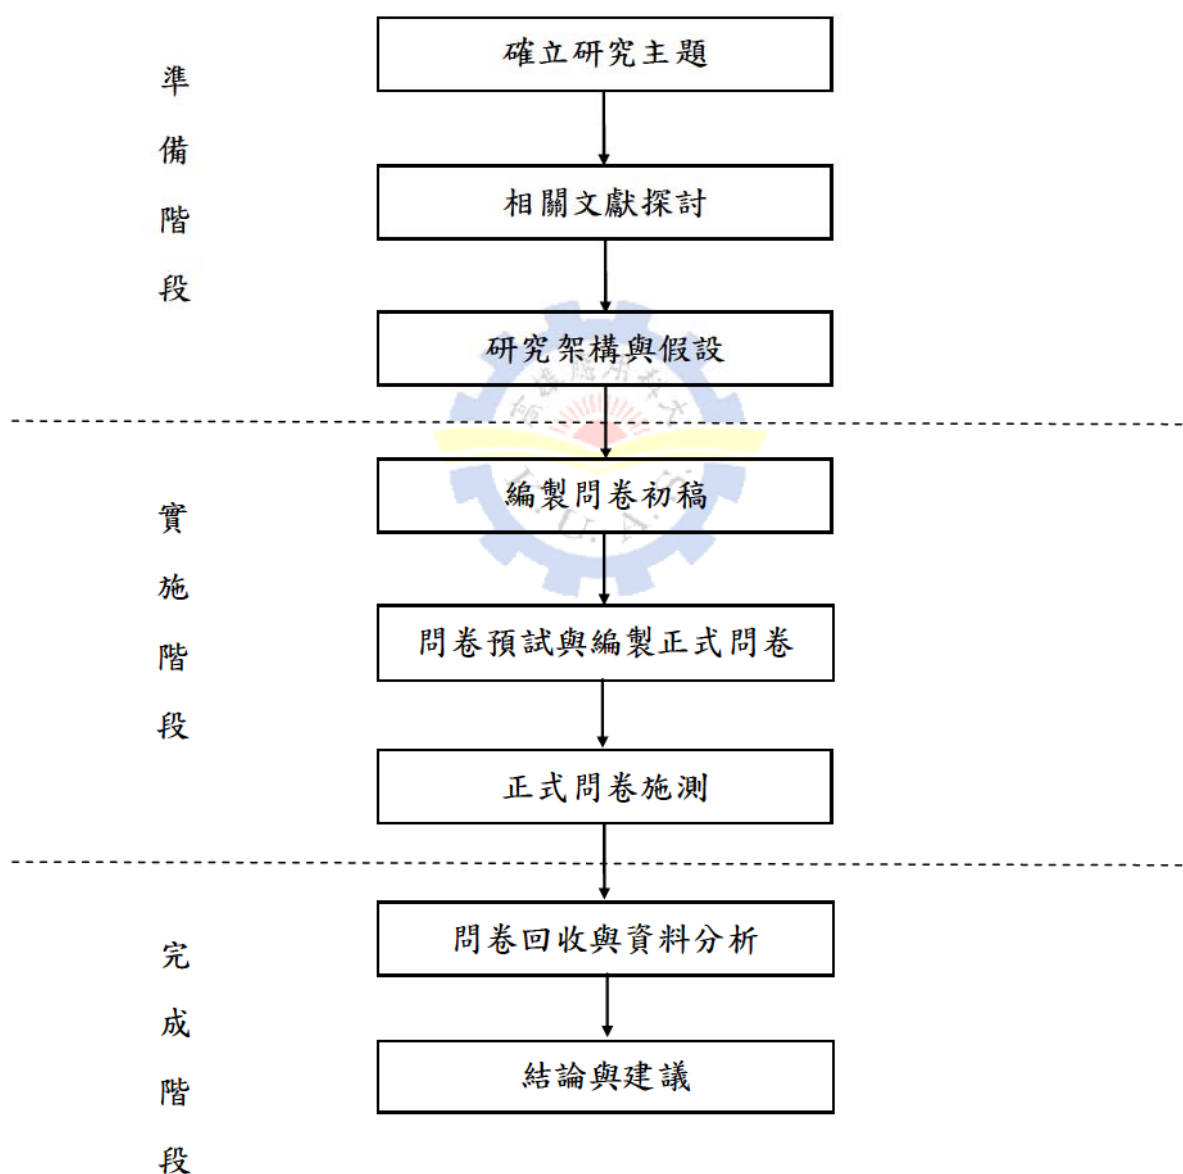 準備階段
確立研究主題
相關文獻探討
研究架構與假設
實施階段
編製問卷初稿
問卷預試與編製正式問卷
正式問卷施測
完成階段
問卷回收與資料分析
結論與建議